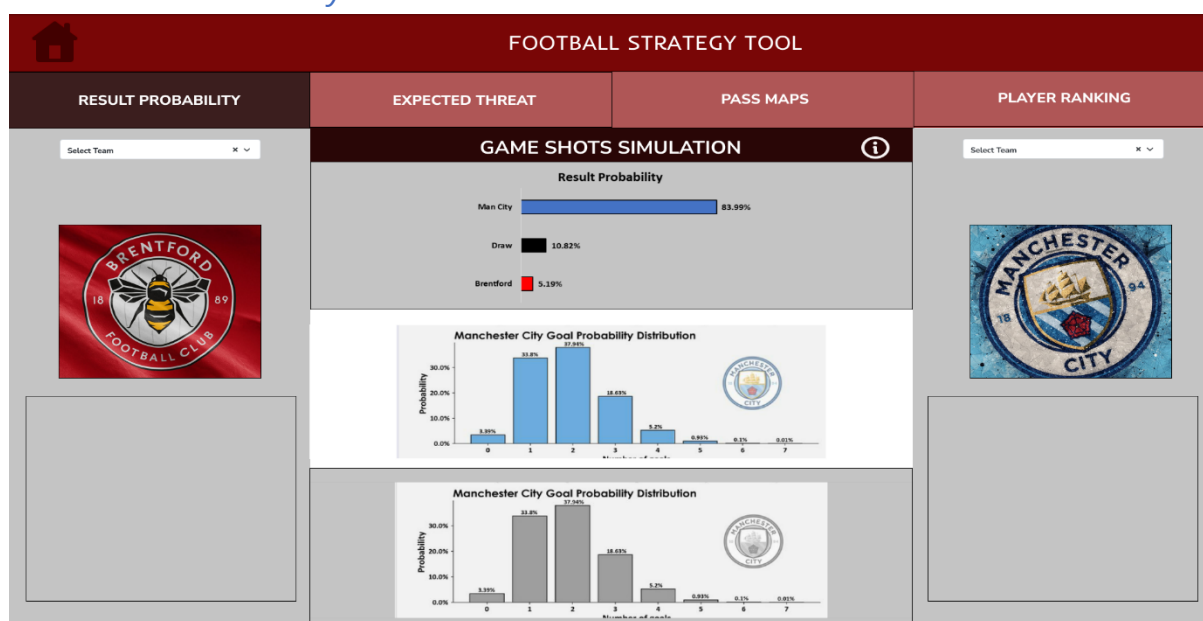 FOOTBALL STRATEGY TOOL
RESULT PROBABILITY
EXPECTED THREAT
PASS MAPS
PLAYER RANKING
Select Team
GAME SHOTS SIMULATION
Select Team
Result Probability
Man City
83.99%
Draw
10.82%
Brentford
5.19%
BRENTFORD
18 89
FOOTBALL CLUB
MANCHESTER
18 94
CITY
Manchester City Goal Probability Distribution
37.94%
33.8%
30.0%
20.0%
18.63%
10.0%
5.2%
3.39%
0.93%
0.1%
0.01%
0.0%
Probability
0 1 2 3 4 5 6 7
Number of goals
MANCHESTER
CITY
Manchester City Goal Probability Distribution
37.94%
33.8%
30.0%
20.0%
18.63%
10.0%
5.2%
3.39%
0.93%
0.1%
0.01%
0.0%
Probability
0 1 2 3 4 5 6 7
Number of goals
MANCHESTER
CITY